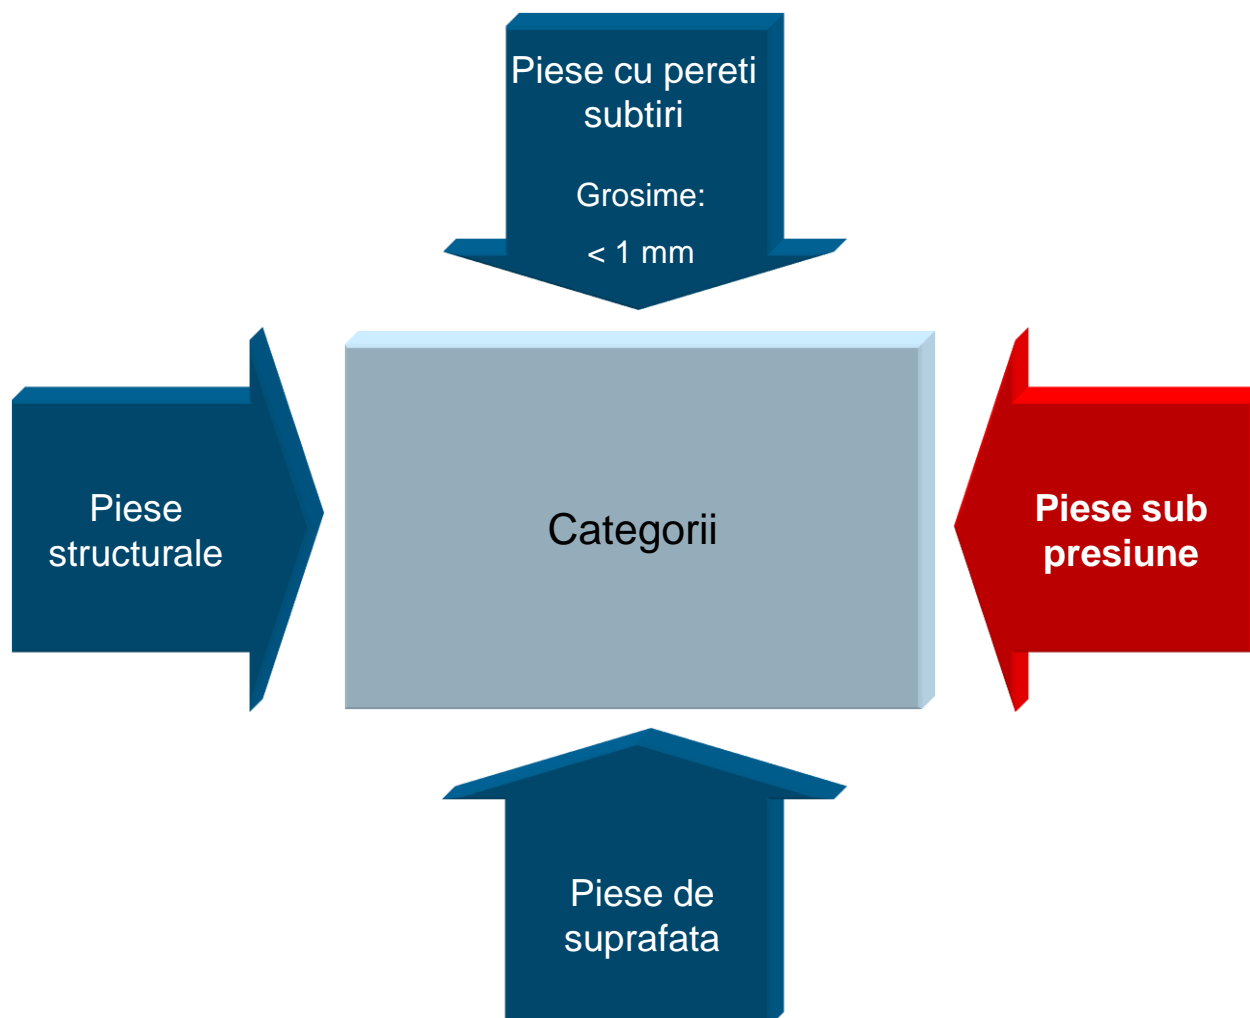 Piese cu pereti
subtiri
Grosime:
< 1 mm
Piese
structurale
Categorii
Piese sub
presiune
Piese de
suprafata